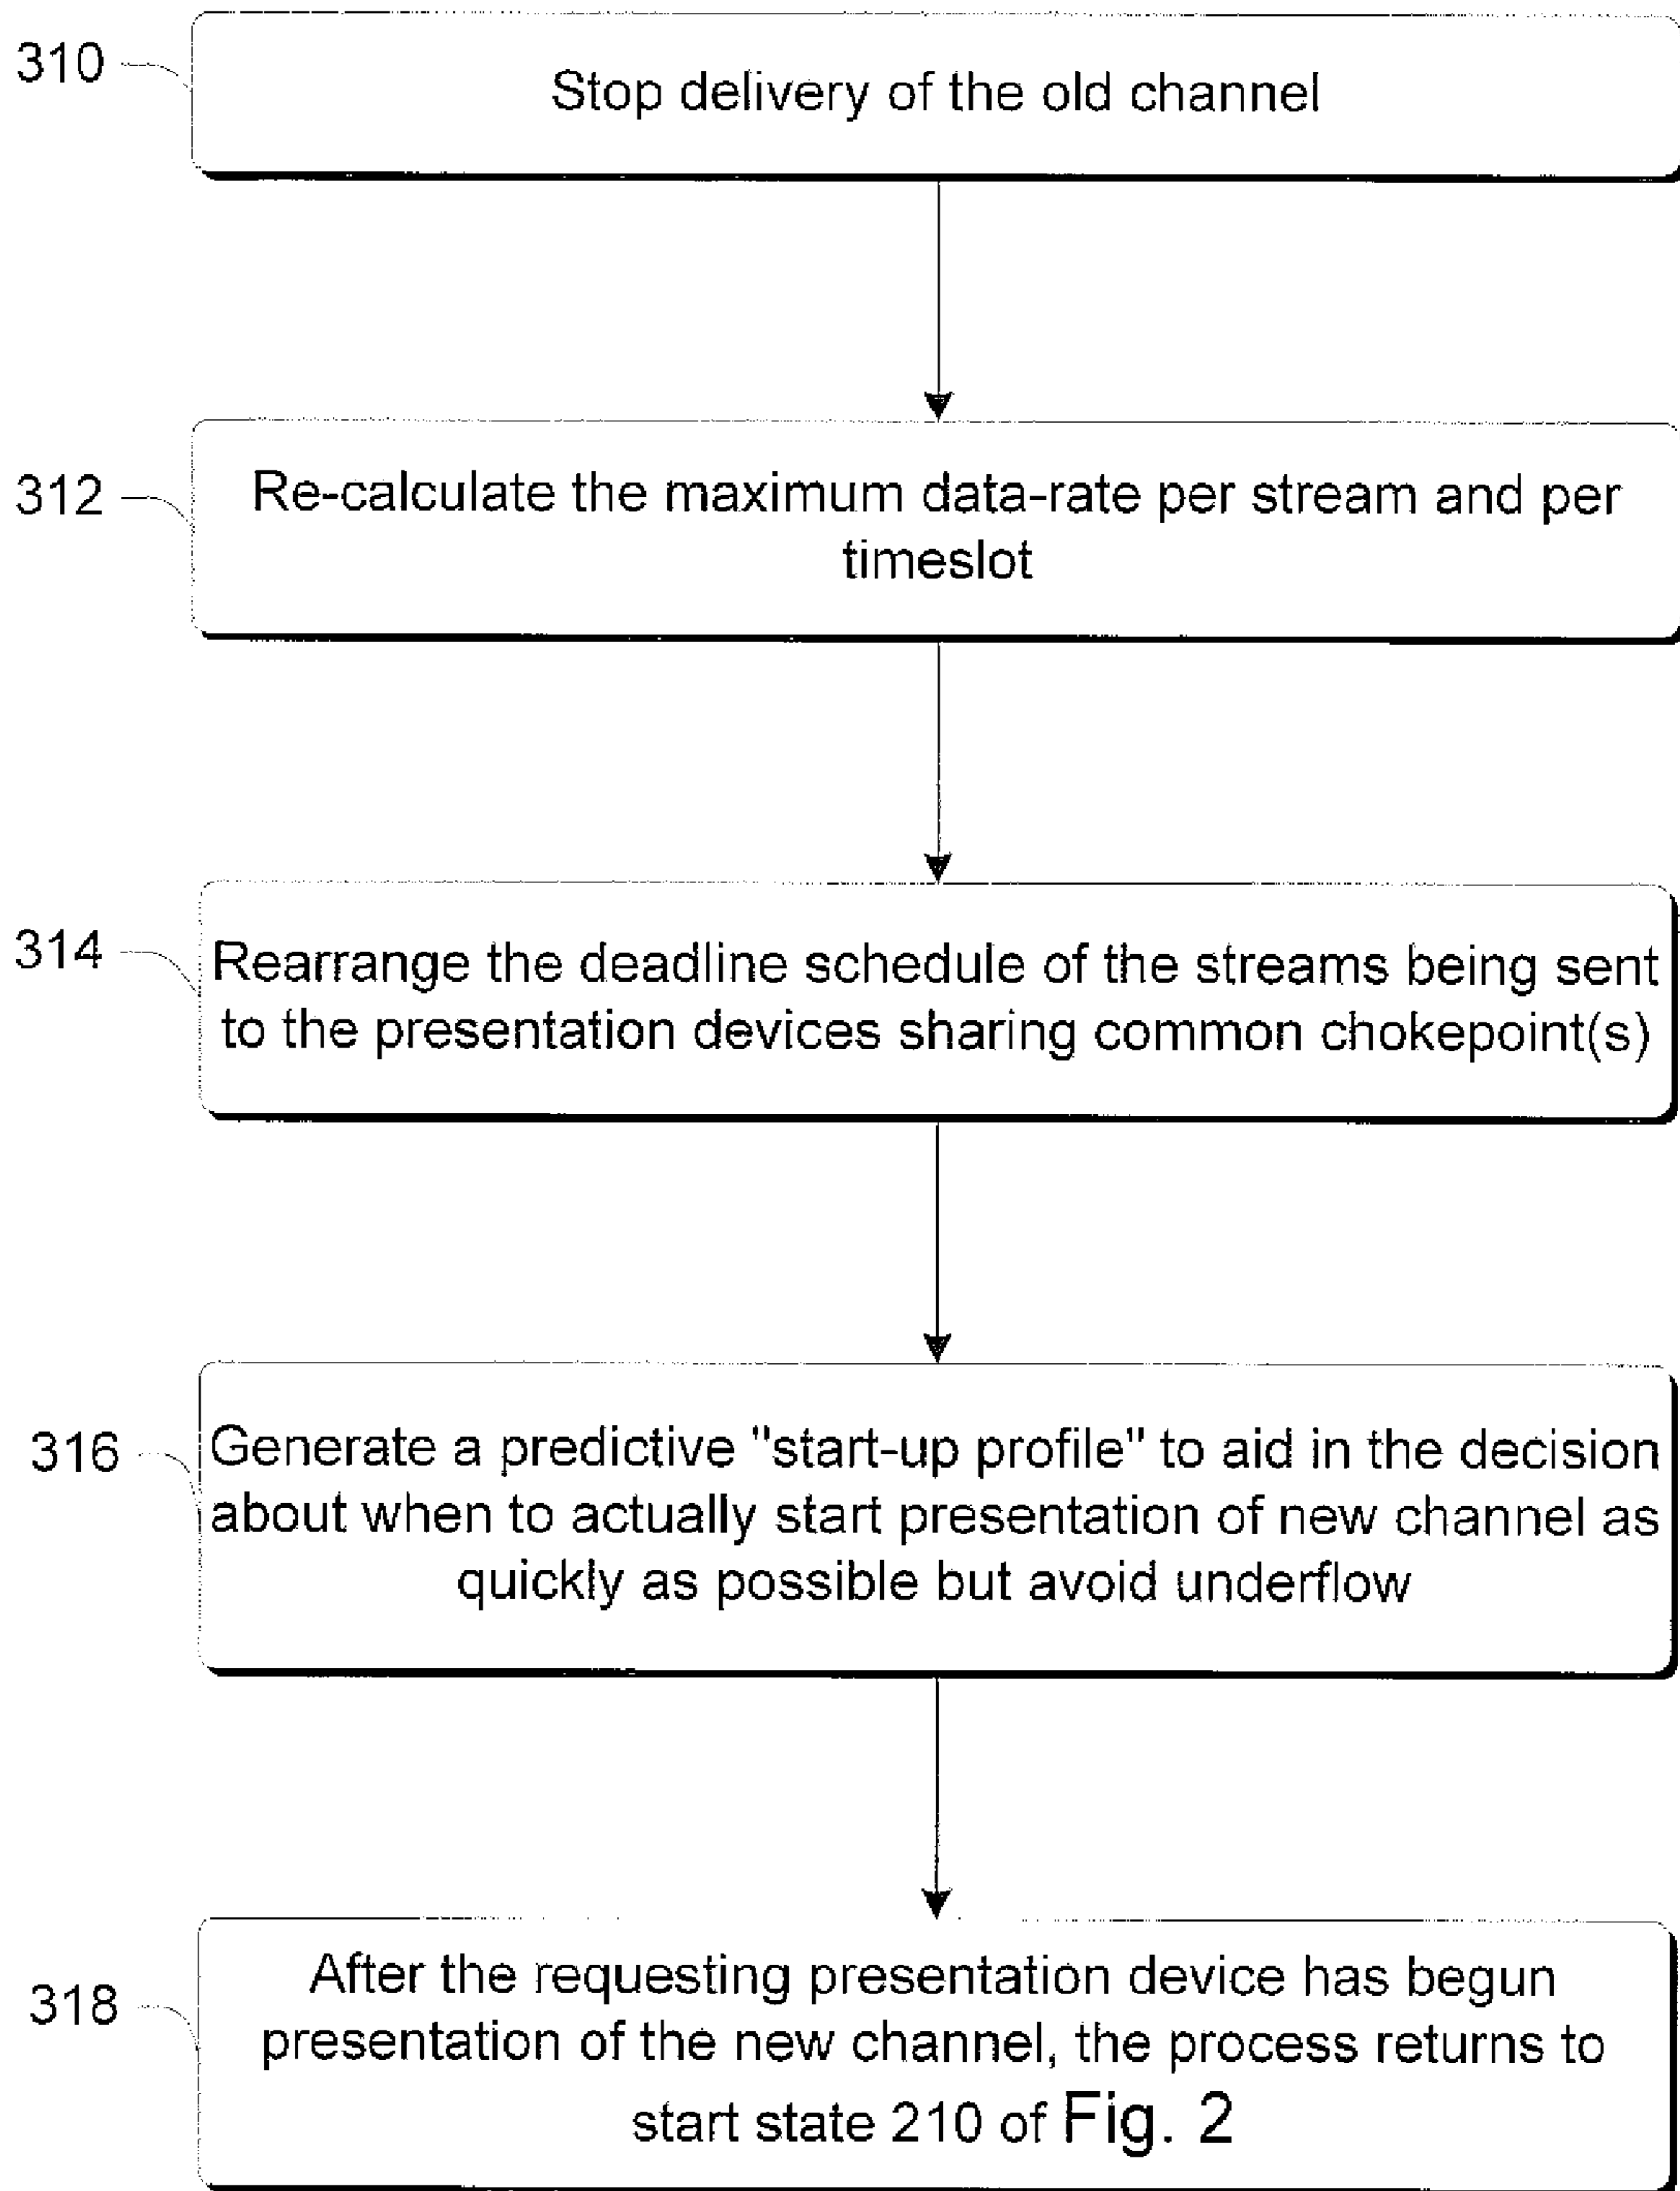 310
Stop delivery of the old channel
312
Re-calculate the maximum data-rate per stream and per
timeslot
314
Rearrange the deadline schedule of the streams being sent
to the presentation devices sharing common chokepoint(s)
316
Generate a predictive "start-up profile" to aid in the decision
about when to actually start presentation of new channel as
quickly as possible but avoid underflow
318
After the requesting presentation device has begun
presentation of the new channel, the process returns to
start state 210 of Fig. 2